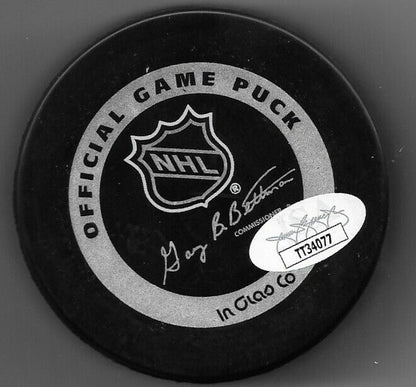 OFFICIAL GAME PUCK
NHL
®
Gary B. Bettman
COMMISSIONER
TT34077
In Glas Co